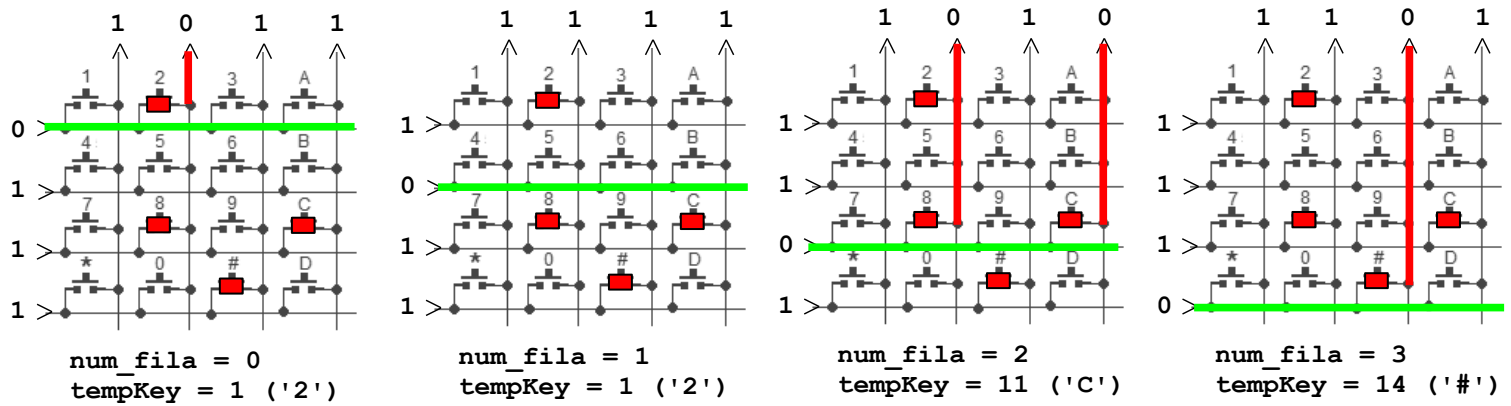 1 0 1 1
1 2 3 A
0
4 5 6 B
1
7 8 9 C
1
* 0 # D
1
num_fila = 0
tempKey = 1 ('2')
1 1 1 1
1 2 3 A
1
4 5 6 B
0
7 8 9 C
1
* 0 # D
1
num_fila = 1
tempKey = 1 ('2')
1 0 1 0
1 2 3 A
1
4 5 6 B
1
7 8 9 C
0
* 0 # D
1
num_fila = 2
tempKey = 11 ('C')
1 1 0 1
1 2 3 A
1
4 5 6 B
1
7 8 9 C
1
* 0 # D
0
num_fila = 3
tempKey = 14 ('#')